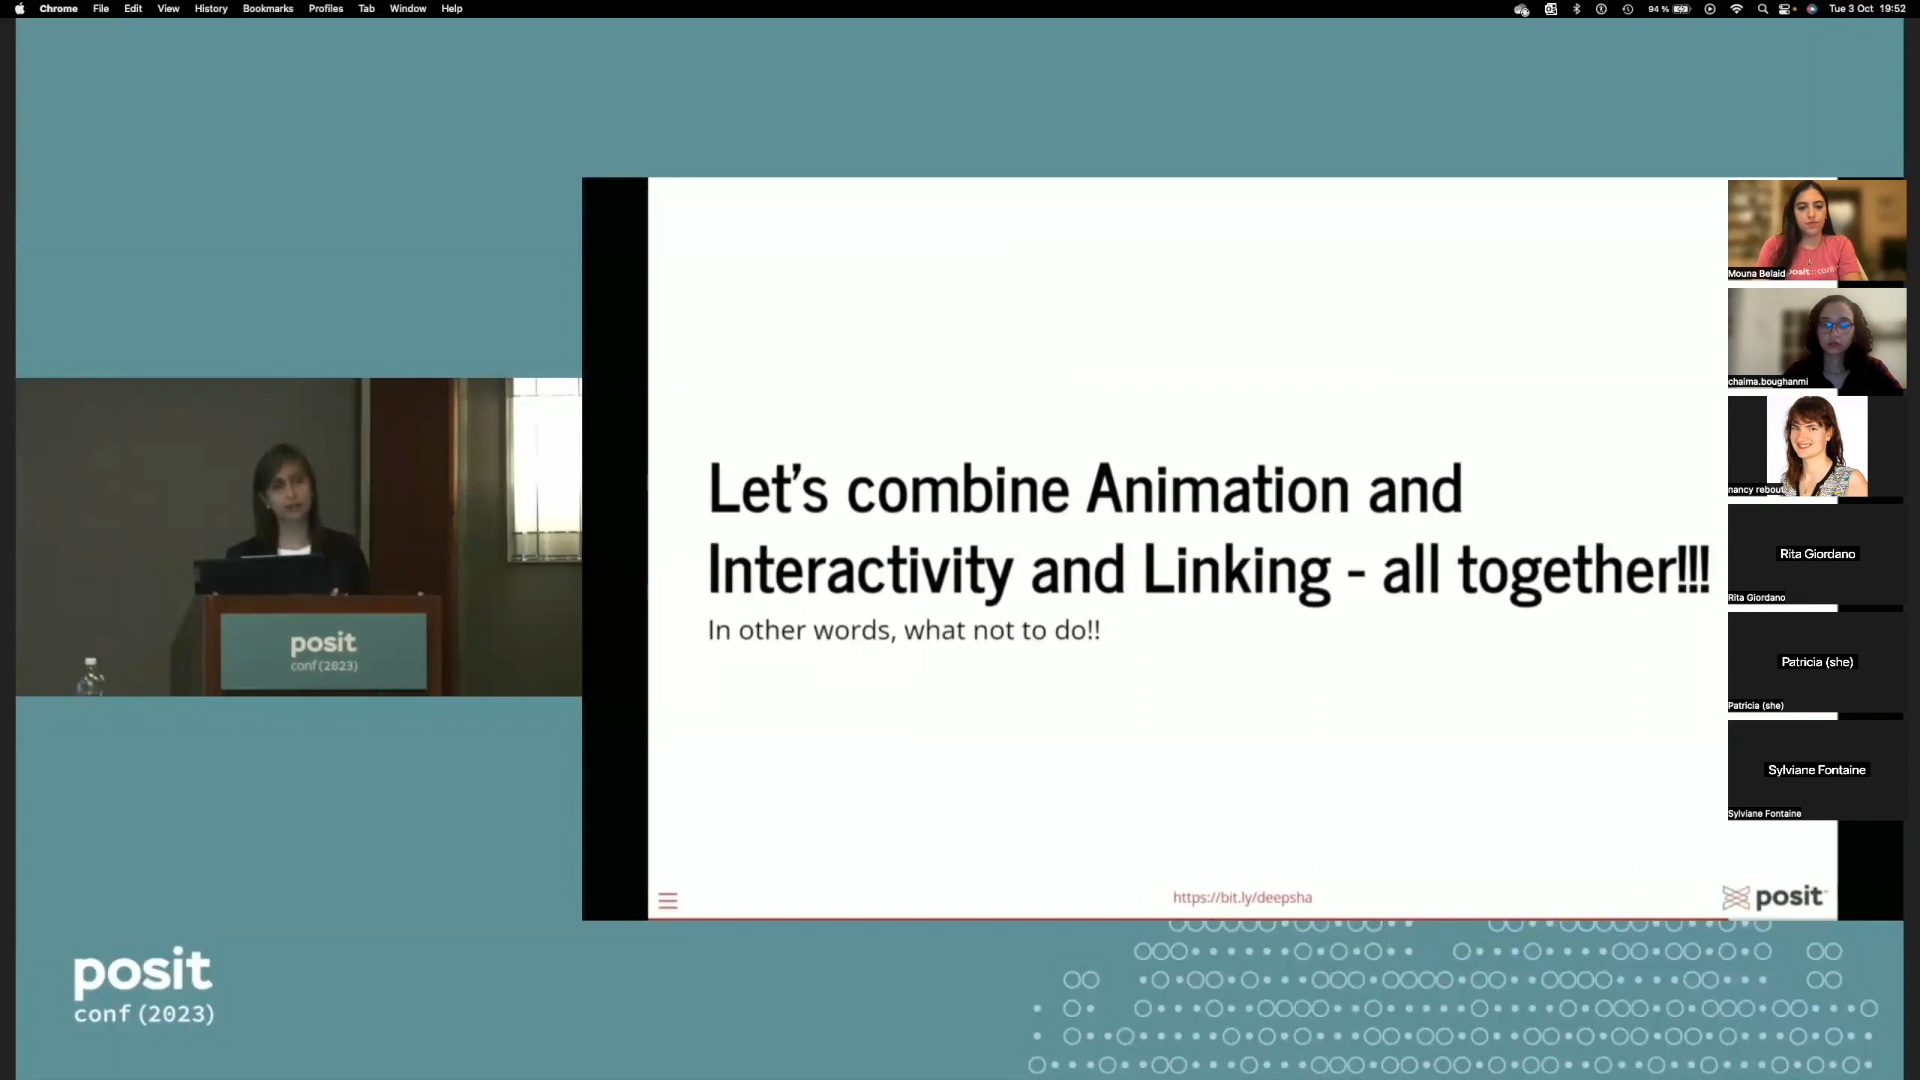 Chrome File Edit View History Bookmarks Profiles Tab Window Help
94 %
Tue 3 Oct 19:52
Let's combine Animation and
Interactivity and Linking - all together!!!
In other words, what not to do!!
https://bit.ly/deepsha
posit
posit
conf(2023)
posit
conf (2023)
posit::conf
Mouna Belaid
chaima.boughanmi
nancy rebout
Rita Giordano
Rita Giordano
Patricia (she)
Patricia (she)
Sylviane Fontaine
Sylviane Fontaine